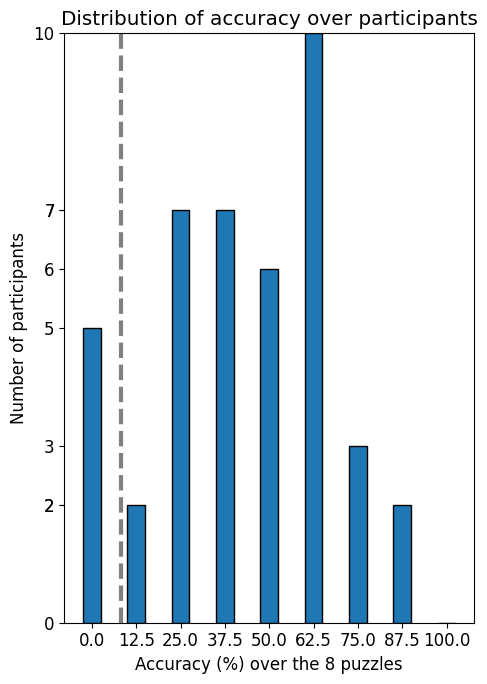 Distribution of accuracy over participants
10
7
6
5
3
2
0
Number of participants
0.0 12.5 25.0 37.5 50.0 62.5 75.0 87.5 100.0
Accuracy (%) over the 8 puzzles